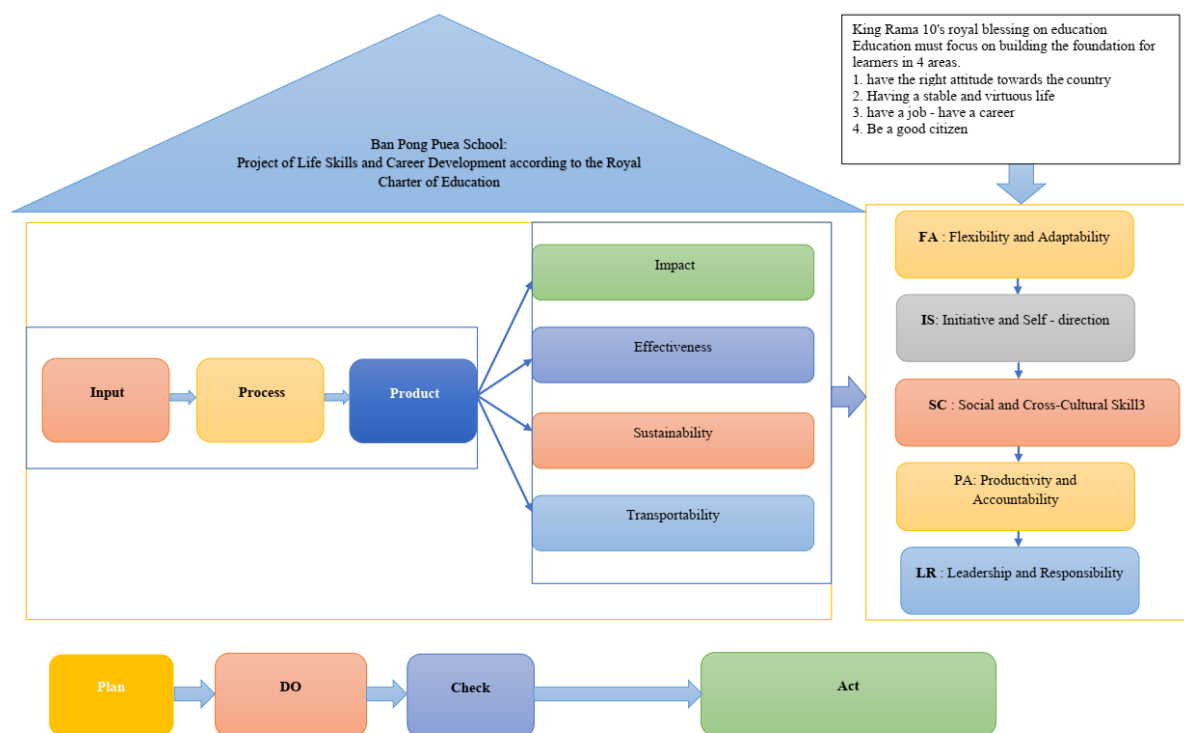 King Rama 10's royal blessing on education
Education must focus on building the foundation for
learners in 4 areas.
1. have the right attitude towards the country
2. Having a stable and virtuous life
3. have a job - have a career
4. Be a good citizen
Ban Pong Puea School:
Project of Life Skills and Career Development according to the Royal
Charter of Education
Input
Process
Product
Impact
Effectiveness
Sustainability
Transportability
FA : Flexibility and Adaptability
IS: Initiative and Self - direction
SC : Social and Cross-Cultural Skill3
PA: Productivity and
Accountability
LR : Leadership and Responsibility
Plan
DO
Check
Act